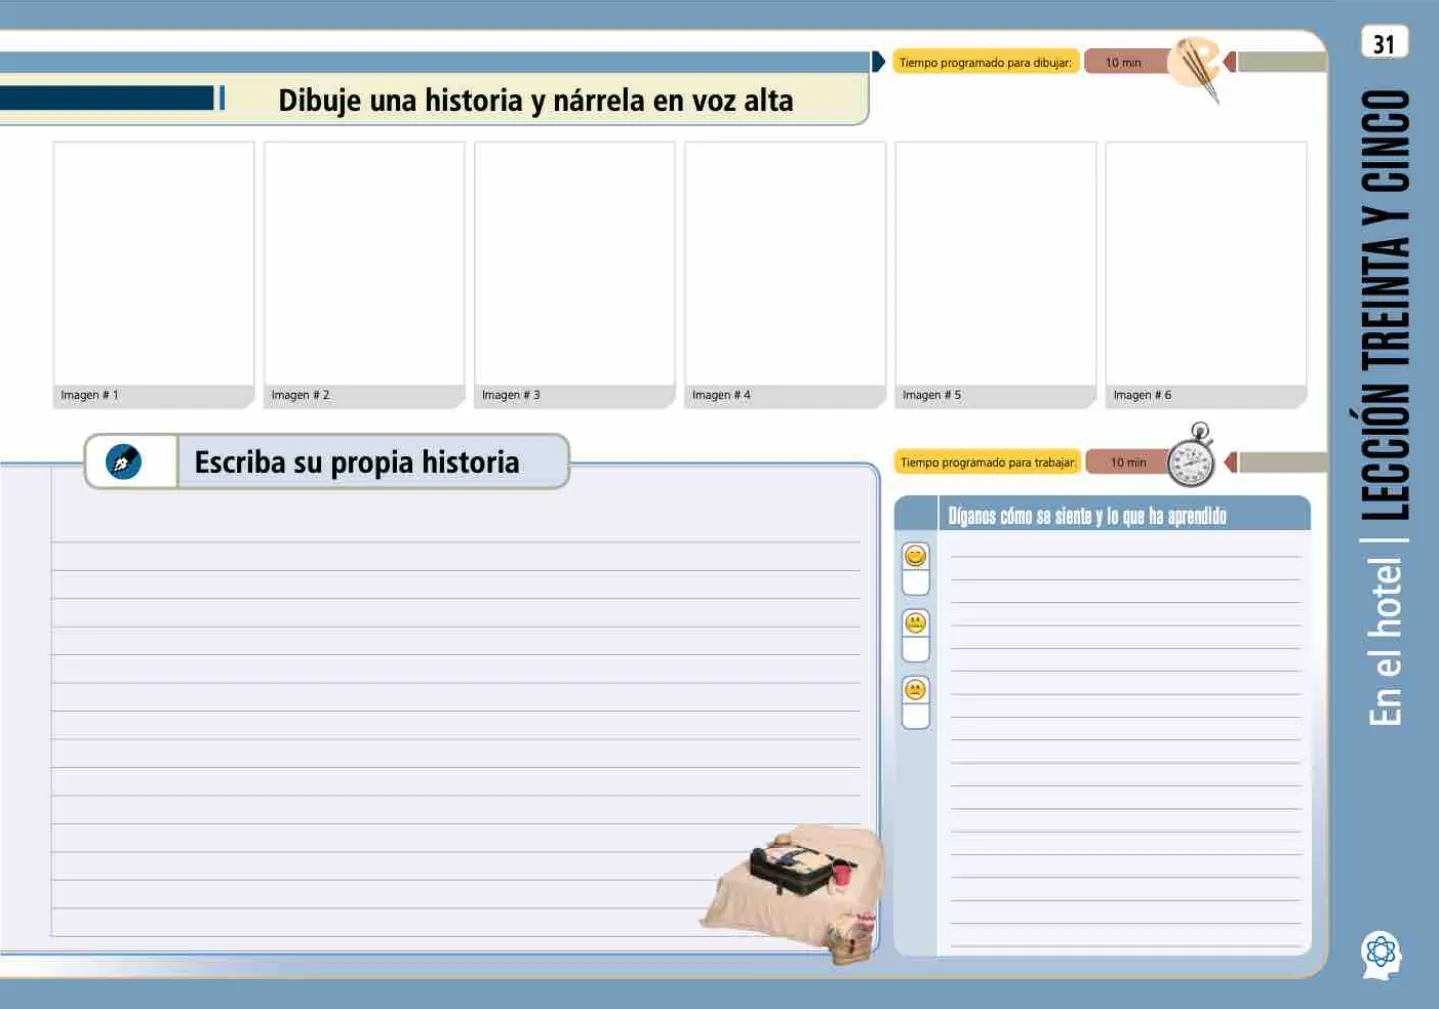 31
Tiempo programado para dibujar:
10 min
Dibuje una historia y nárrela en voz alta
Imagen # 1
Imagen # 2
Imagen # 3
Imagen # 4
Imagen # 5
Imagen # 6
Escriba su propia historia
Tiempo programado para trabajar:
10 min
Díganos cómo se siente y lo que ha aprendido
En el hotel | LECCIÓN TREINTA Y CINCO